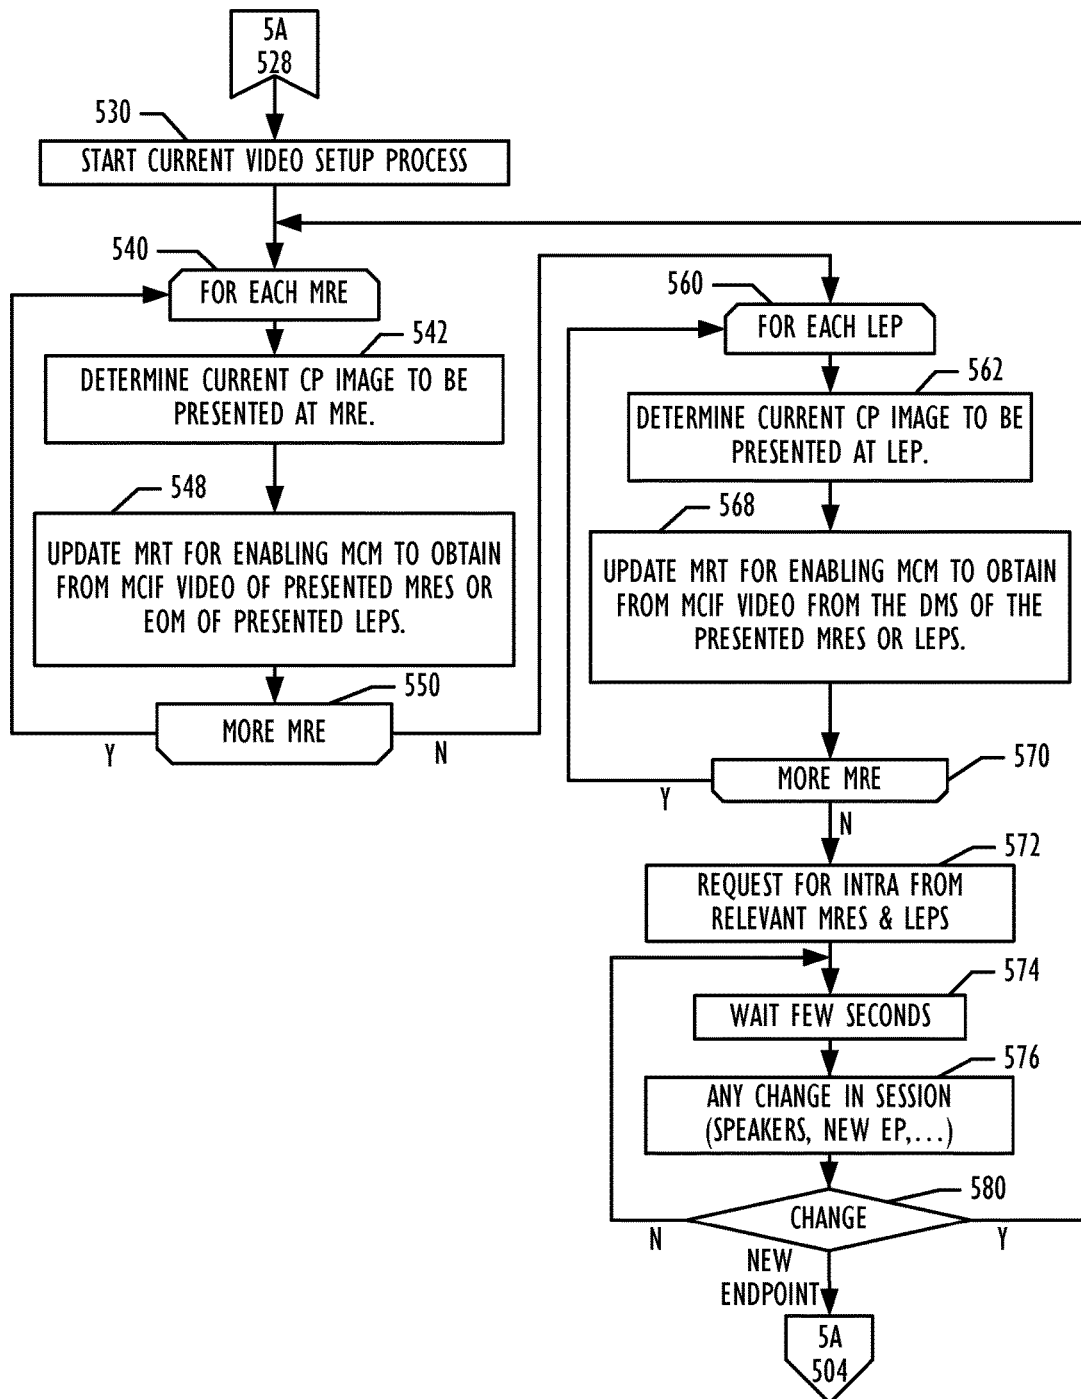 5A
528
530
START CURRENT VIDEO SETUP PROCESS
540
FOR EACH MRE
542
DETERMINE CURRENT CP IMAGE TO BE
PRESENTED AT MRE.
548
UPDATE MRT FOR ENABLING MCM TO OBTAIN
FROM MCIF VIDEO OF PRESENTED MRES OR
EOM OF PRESENTED LEPS.
550
MORE MRE
Y
N
560
FOR EACH LEP
562
DETERMINE CURRENT CP IMAGE TO BE
PRESENTED AT LEP.
568
UPDATE MRT FOR ENABLING MCM TO OBTAIN
FROM MCIF VIDEO FROM THE DMS OF THE
PRESENTED MRES OR LEPS.
570
MORE MRE
Y
N
572
REQUEST FOR INTRA FROM
RELEVANT MRES & LEPS
574
WAIT FEW SECONDS
576
ANY CHANGE IN SESSION
(SPEAKERS, NEW EP,...)
580
CHANGE
N
Y
NEW
ENDPOINT
5A
504